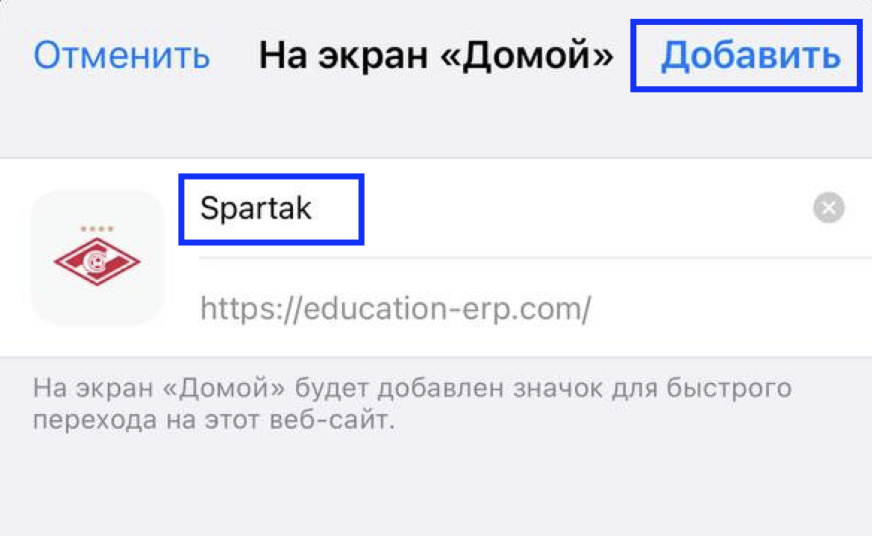 Отменить На экран «Домой» Добавить
Spartak
https://education-erp.com/
На экран «Домой» будет добавлен значок для быстрого
перехода на этот веб-сайт.